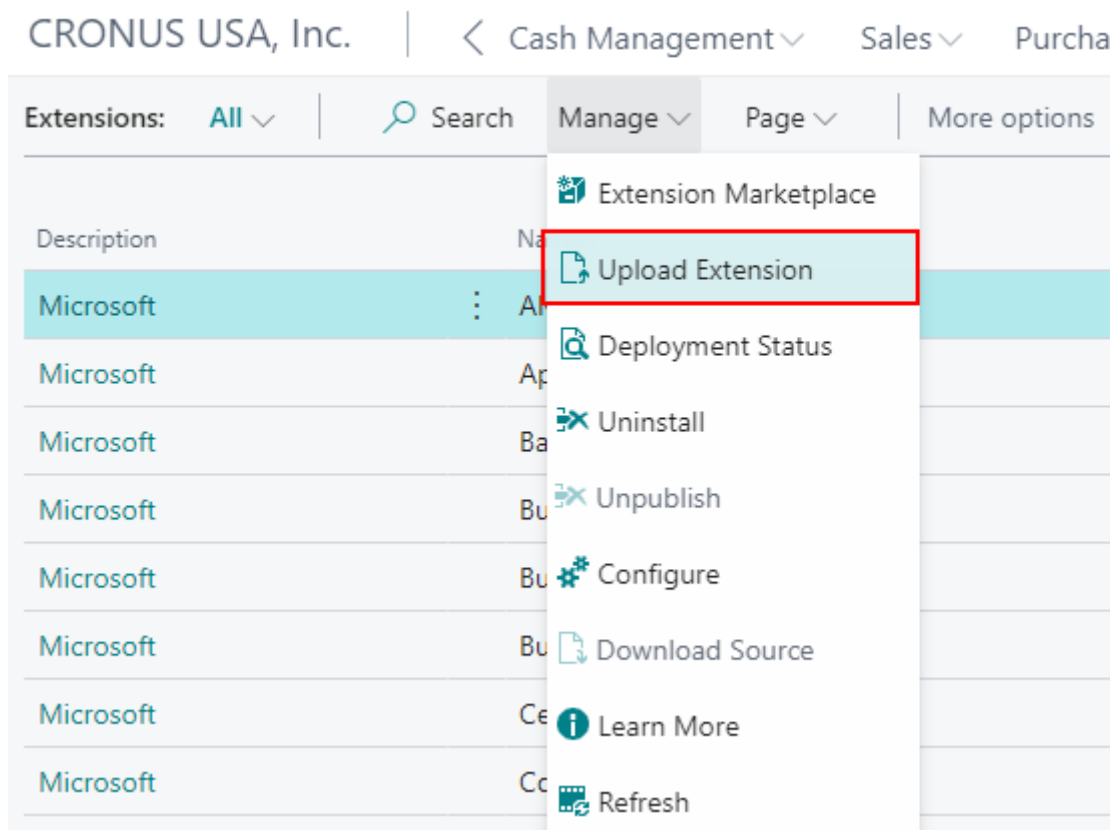 CRONUS USA, Inc. Cash Management Sales
Extensions: All Search Manage Page More options
Extension Marketplace
Description
Upload Extension
Microsoft
Deployment Status
Microsoft
Uninstall
Microsoft
Unpublish
Microsoft
Configure
Microsoft
Download Source
Microsoft
Learn More
Microsoft
Refresh
Microsoft